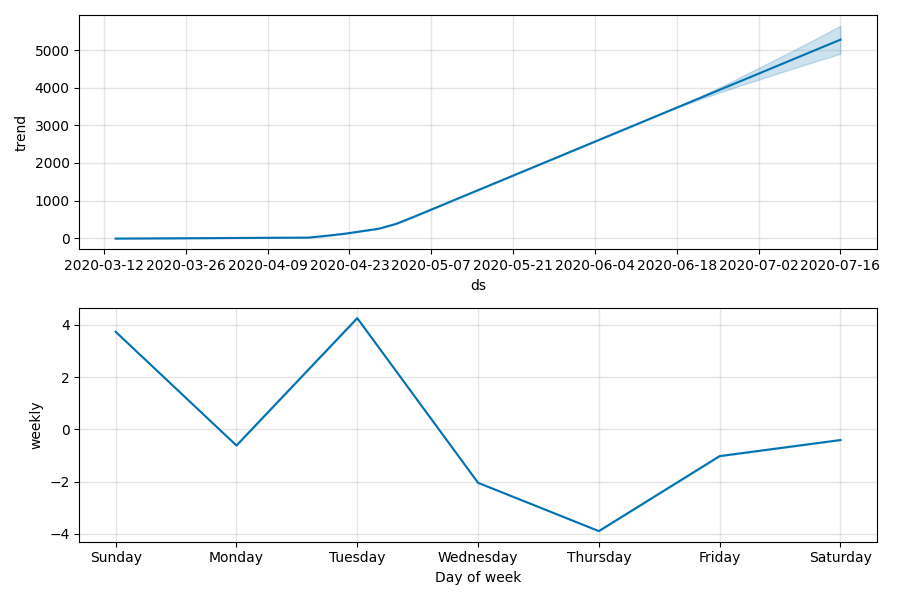 5000
4000
3000
2000
1000
0
trend
2020-03-12 2020-03-26 2020-04-09 2020-04-23 2020-05-07 2020-05-21 2020-06-04 2020-06-18 2020-07-02 2020-07-16
ds
4
2
0
−2
−4
weekly
Sunday Monday Tuesday Wednesday Thursday Friday Saturday
Day of week